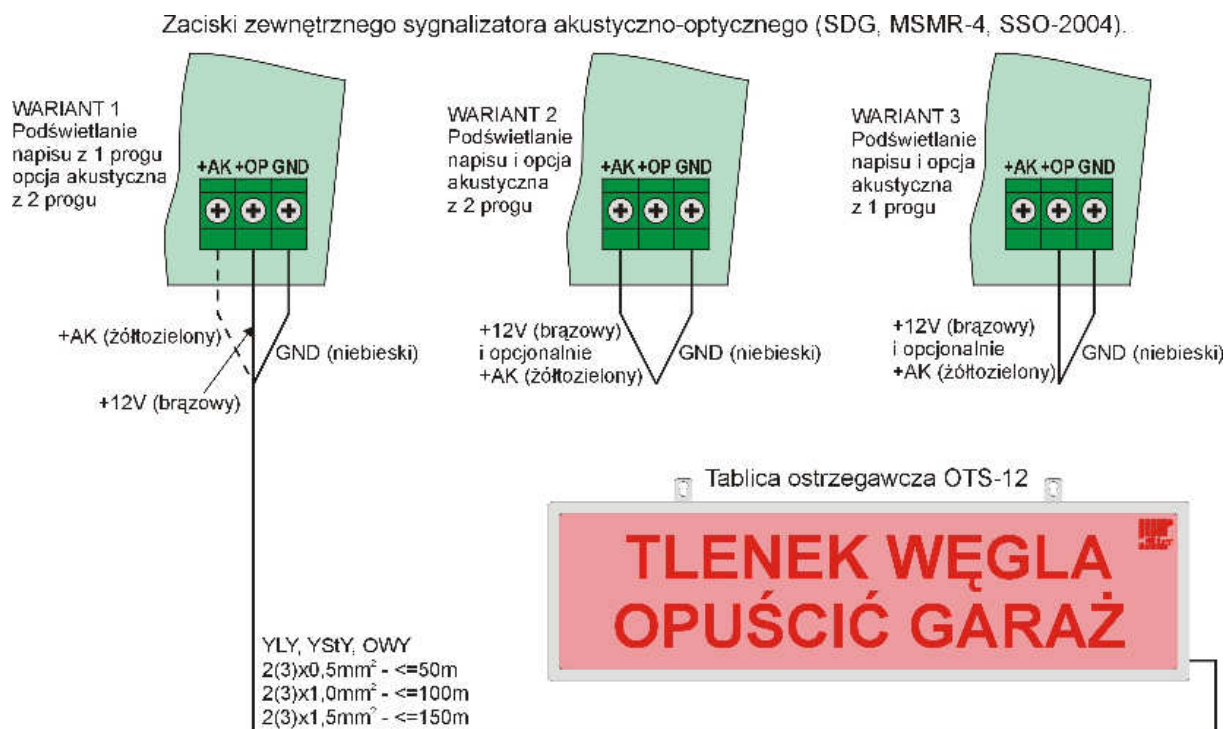 Zaciski zewnętrznego sygnalizatora akustyczno-optycznego (SDG, MSMR-4, SSO-2004).
WARIANT 1
Podświetlanie
napisu z 1 progu
opcja akustyczna
z 2 progu
+AK +OP GND
+AK (żółtozielony)
GND (niebieski)
+12V (brązowy)
WARIANT 2
Podświetlanie
napisu i opcja
akustyczna
z 2 progu
+AK +OP GND
+12V (brązowy)
i opcjonalnie
+AK (żółtozielony)
GND (niebieski)
WARIANT 3
Podświetlanie
napisu i opcja
akustyczna
z 1 progu
+AK +OP GND
+12V (brązowy)
i opcjonalnie
+AK (żółtozielony)
GND (niebieski)
Tablica ostrzegawcza OTS-12
TLENEK WĘGLA
OPUŚCIĆ GARAŻ
YLY, YStY, OWY
2(3)x0,5mm² - <=50m
2(3)x1,0mm² - <=100m
2(3)x1,5mm² - <=150m